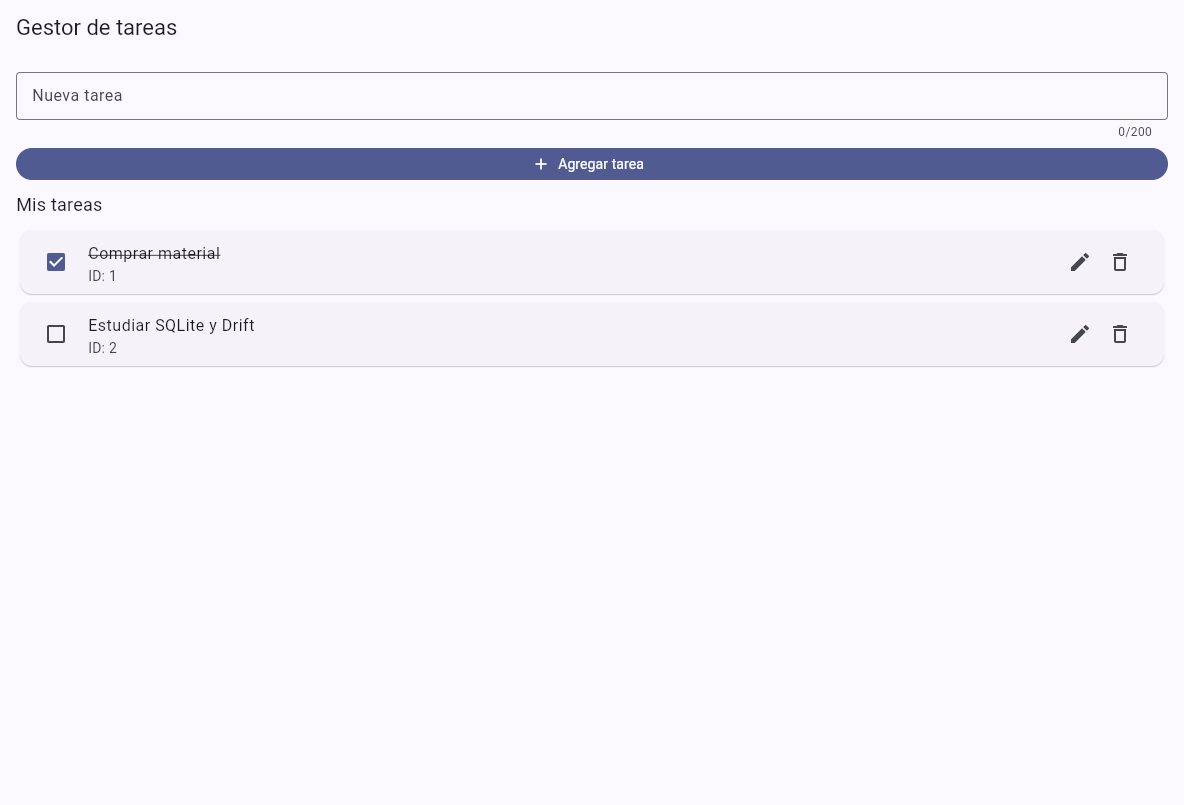 Gestor de tareas
Nueva tarea
0/200
Agregar tarea
Mis tareas
Comprar material
ID: 1
Estudiar SQLite y Drift
ID: 2